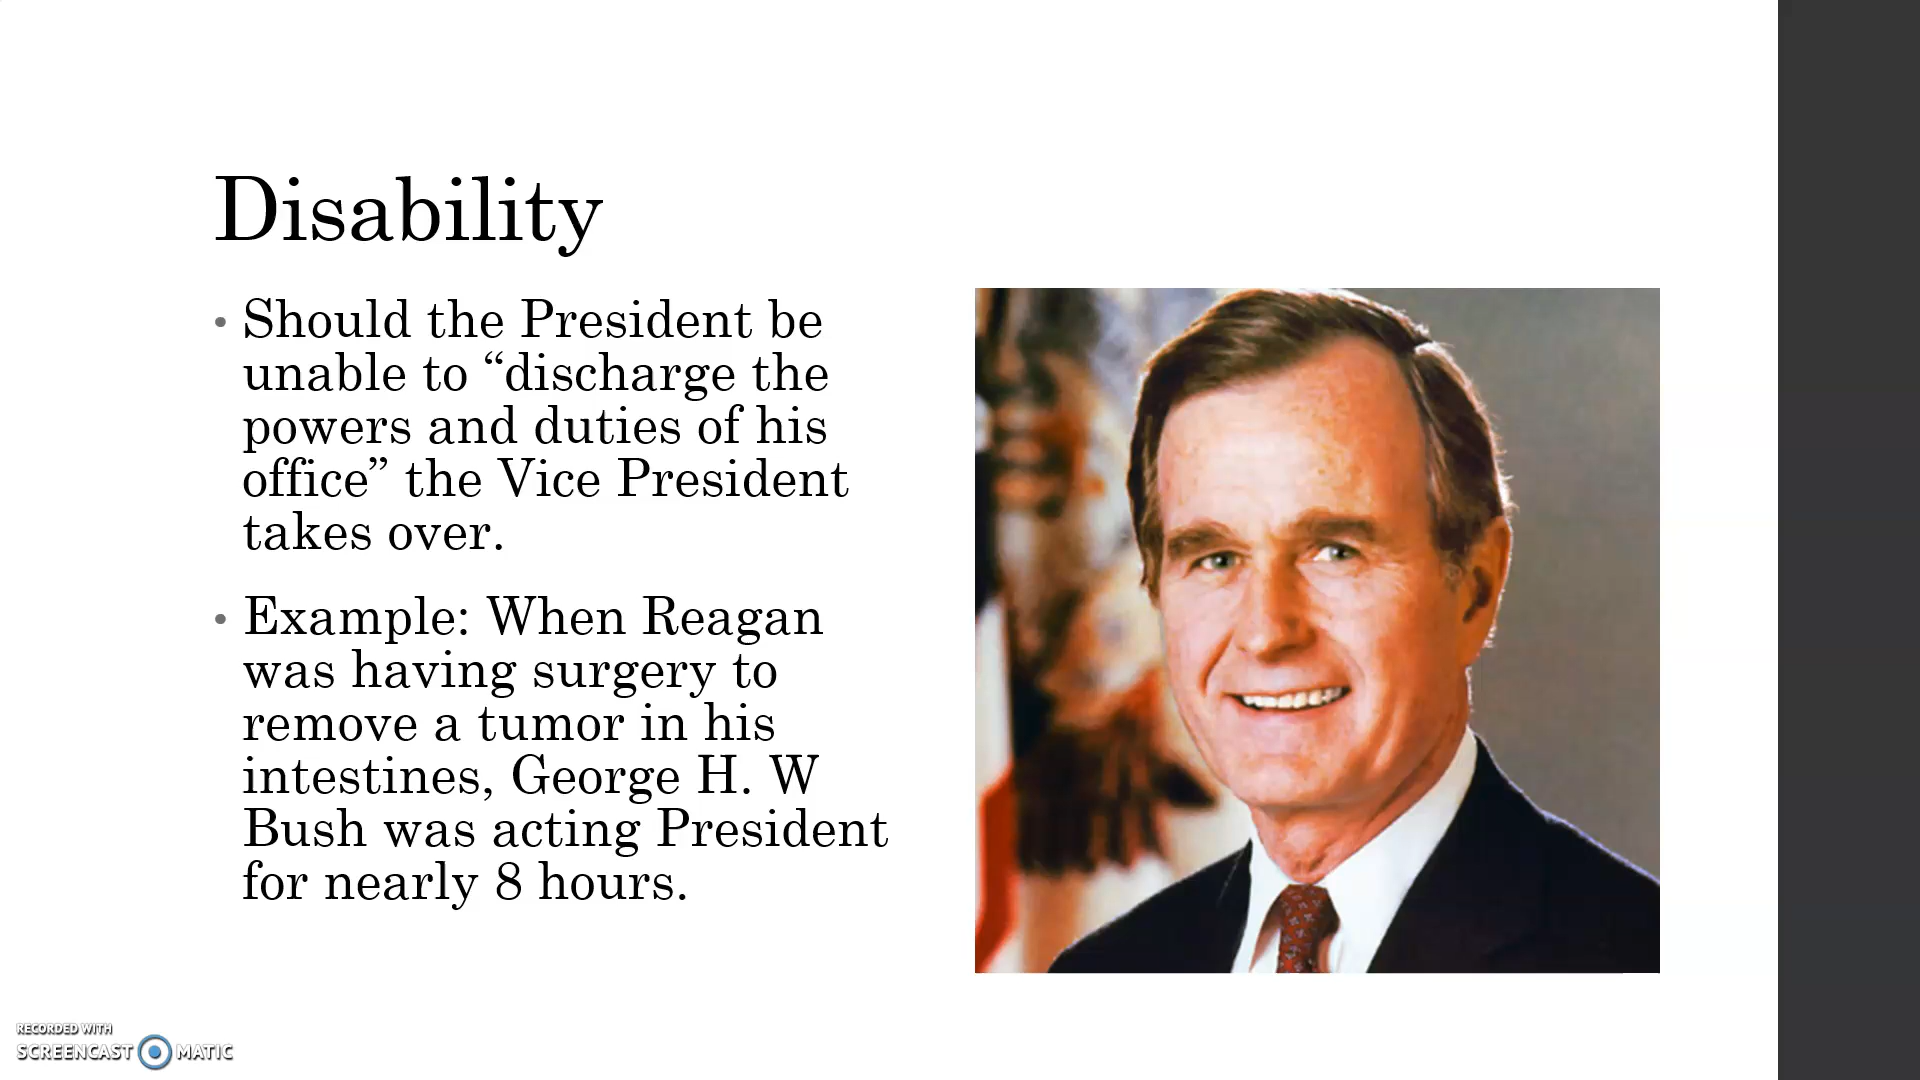 Disability
• Should the President be
unable to “discharge the
powers and duties of his
office” the Vice President
takes over.
• Example: When Reagan
was having surgery to
remove a tumor in his
intestines, George H. W
Bush was acting President
for nearly 8 hours.
RECORDED WITH
SCREENCAST MATIC